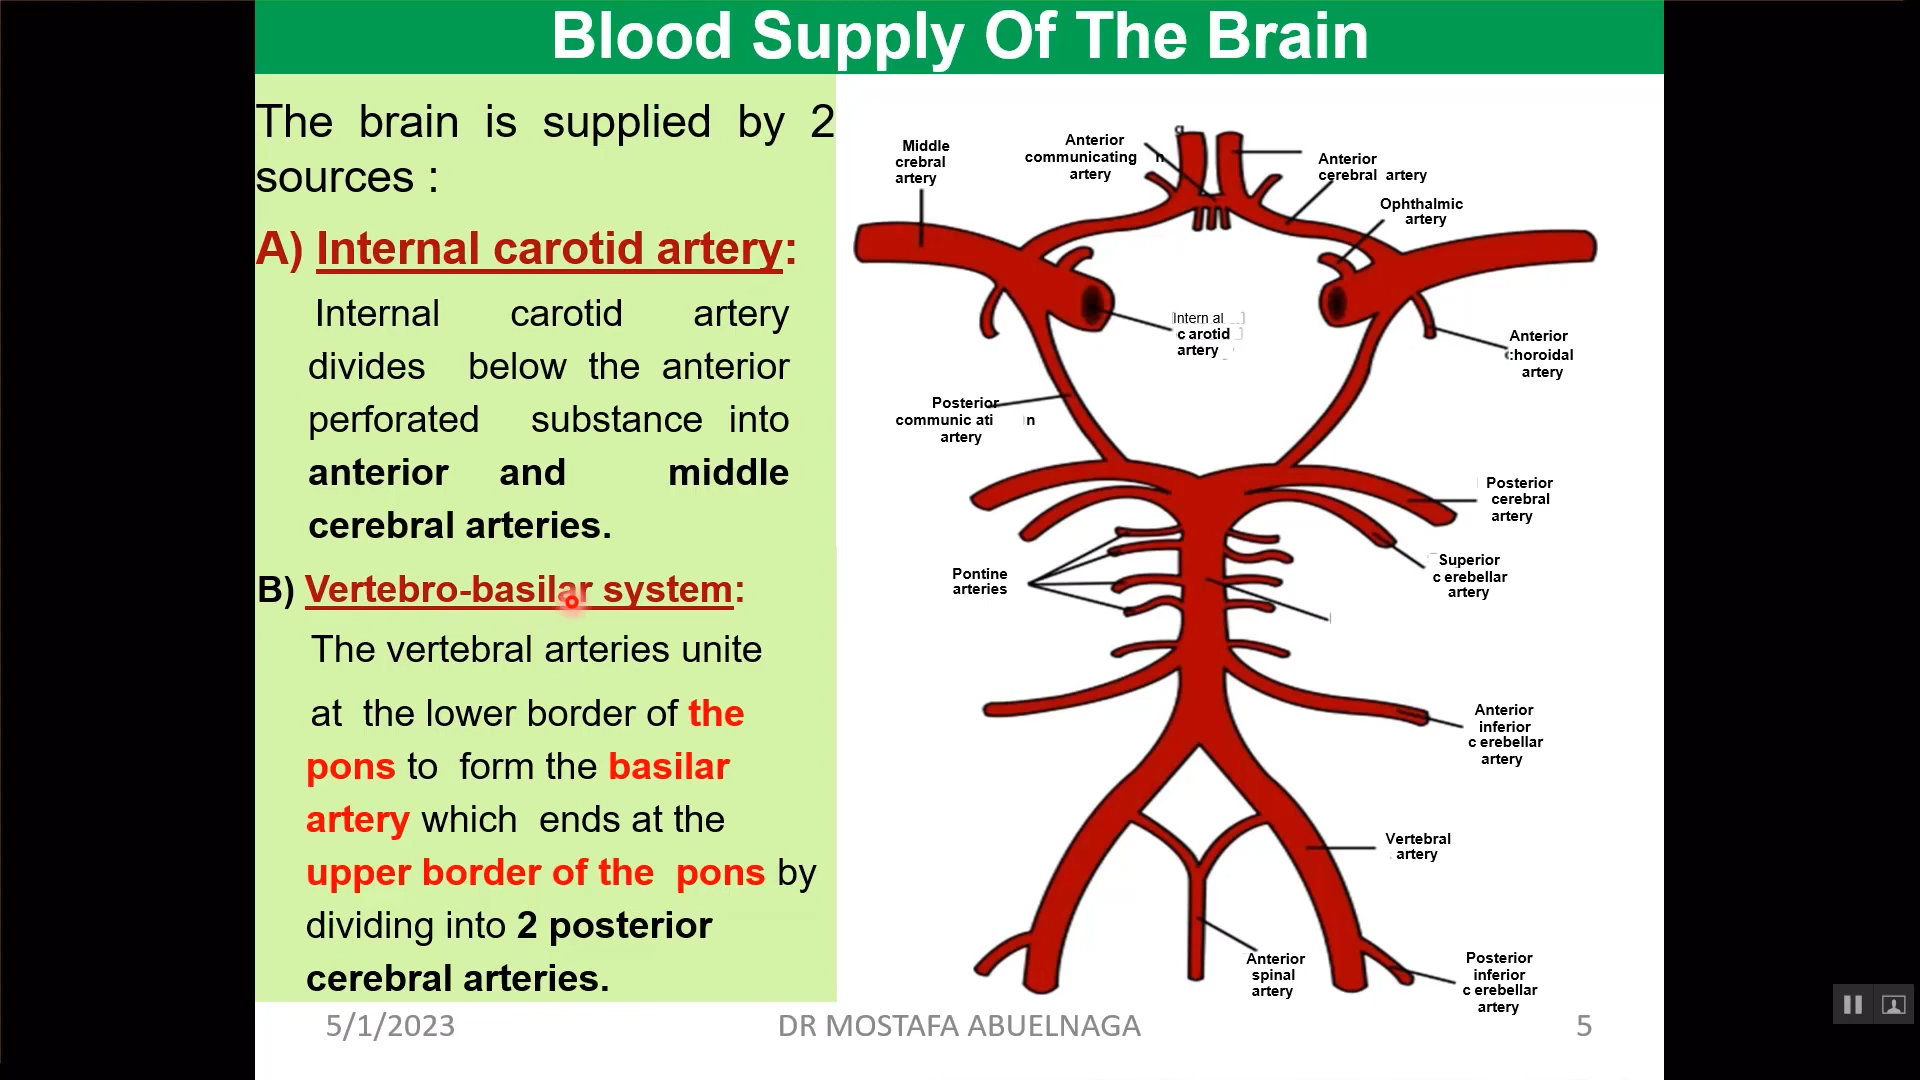 Blood Supply Of The Brain
The brain is supplied by 2
sources :
A) Internal carotid artery:
Internal carotid artery
divides below the anterior
perforated substance into
anterior and middle
cerebral arteries.
B) Vertebro-basilar system:
The vertebral arteries unite
at the lower border of the
pons to form the basilar
artery which ends at the
upper border of the pons by
dividing into 2 posterior
cerebral arteries.
Middle
crebral
artery
Anterior
communicating
artery
Anterior
cerebral artery
Ophthalmic
artery
Intern al
c arotid
artery
Anterior
:horoidal
artery
Posterior
communic ati n
artery
Posterior
cerebral
artery
Superior
c erebellar
artery
Pontine
arteries
Anterior
inferior
c erebellar
artery
Vertebral
artery
Anterior
spinal
artery
Posterior
inferior
c erebellar
artery
5/1/2023
DR MOSTAFA ABUELNAGA
5